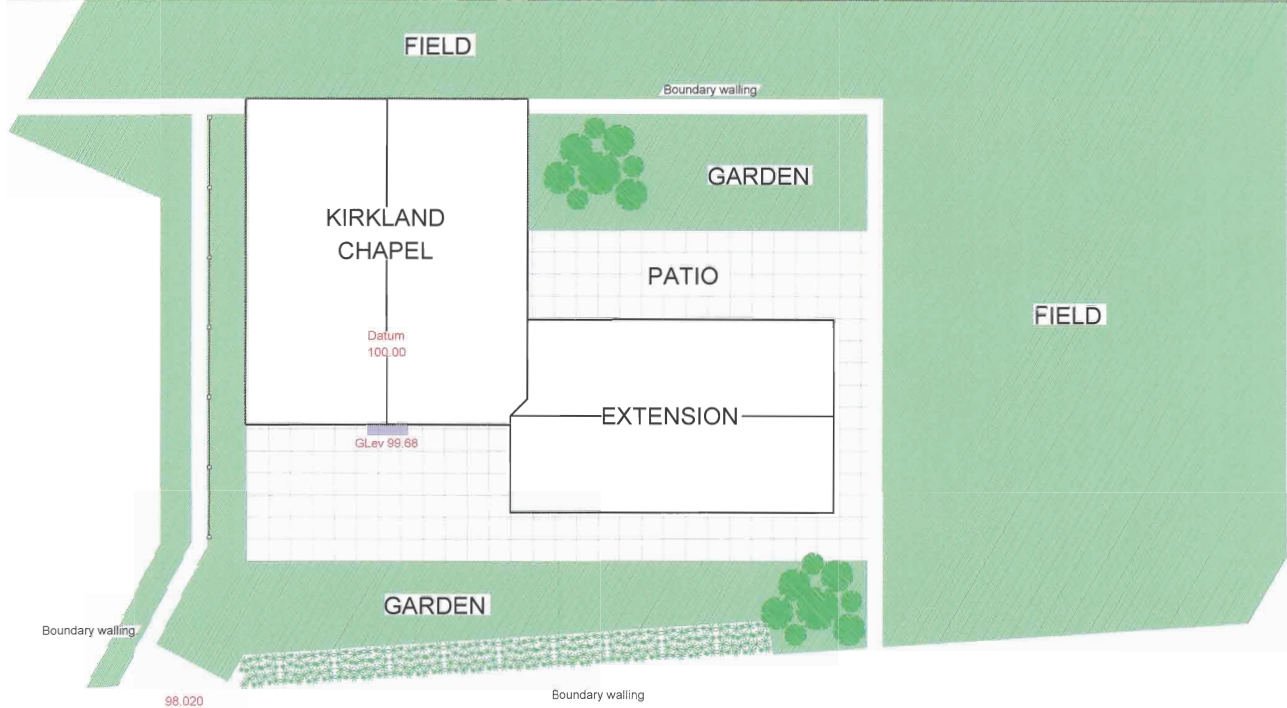 FIELD
Boundary walling
GARDEN
KIRKLAND
CHAPEL
PATIO
FIELD
Datum
100.00
EXTENSION
GLev 99.68
GARDEN
Boundary walling
Boundary walling
98.020